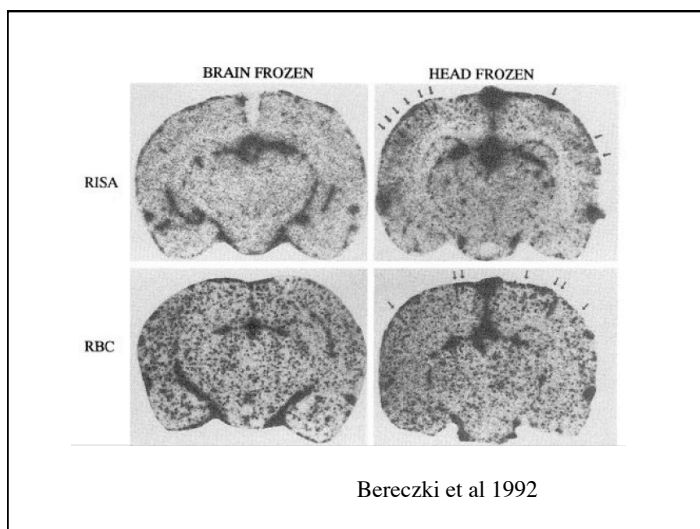 BRAIN FROZEN HEAD FROZEN
RISA
RBC
Bereczki et al 1992